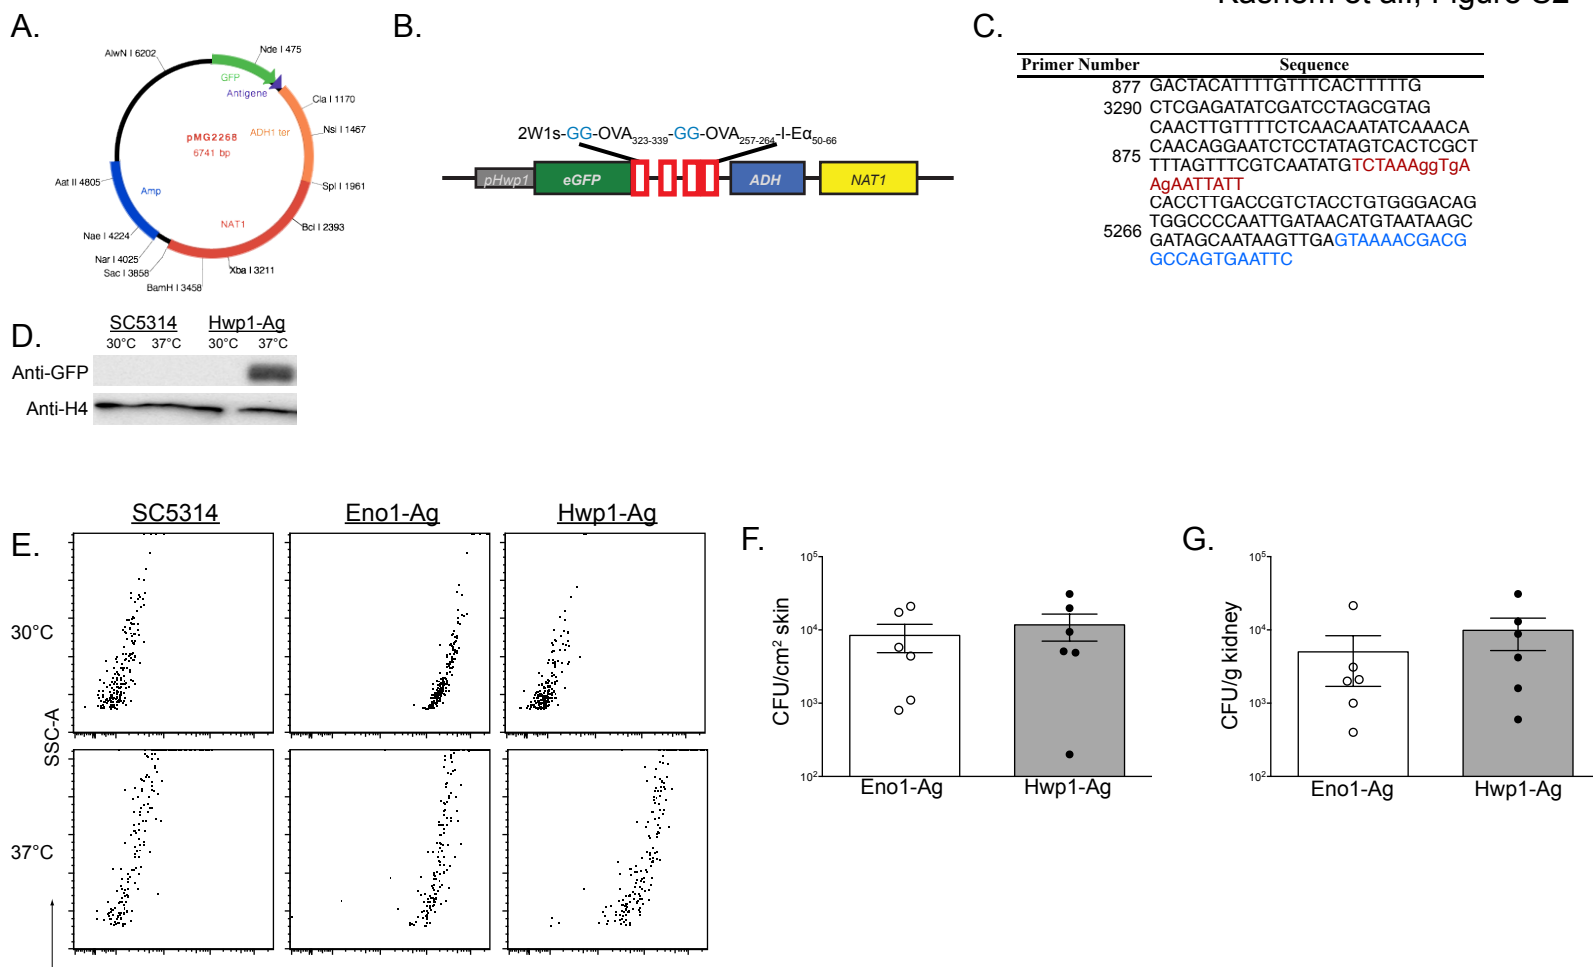 Kashem et al., Figure S2
A.
AlwN I 6202
Nde I 475
GFP
Antigene
Cla I 1170
ADH1 ter
Nsi I 1467
pMG2268
6741 bp
Spl I 1961
Aat II 4805
Amp
Bcl I 2393
NAT1
Nae I 4224
Nar I 4025
Sac I 3858
Xba I 3211
BamH I 3458
B.
2W1s-GG-OVA323-339-GG-OVA257-264-I-Eα50-66
pHwp1 eGFP ADH NAT1
C.
Primer Number Sequence
877 GACTACATTTTGTTTCACTTTTTG
3290 CTCGAGATATCGATCCTAGCGTAG
875 CAACTTGTTTTCTCAACAATATCAAACA
CAACAGGAATCTCCTATAGTCACTCGCT
TTTAGTTTCGTCAATATGTCTAAAggTgA
AgAATTATT
5266 CACCTTGACCGTCTACCTGTGGGACAG
TGGCCCCAATTGATAACATGTAATAAGC
GATAGCAATAAGTTGAGTAAAACGACG
GCCAGTGAATTC
D.
SC5314 Hwp1-Ag
30°C 37°C 30°C 37°C
Anti-GFP
Anti-H4
E.
SC5314 Eno1-Ag Hwp1-Ag
30°C
37°C
SSC-A
F.
CFU/cm2 skin
105
104
103
102
Eno1-Ag Hwp1-Ag
G.
CFU/g kidney
105
104
103
102
Eno1-Ag Hwp1-Ag